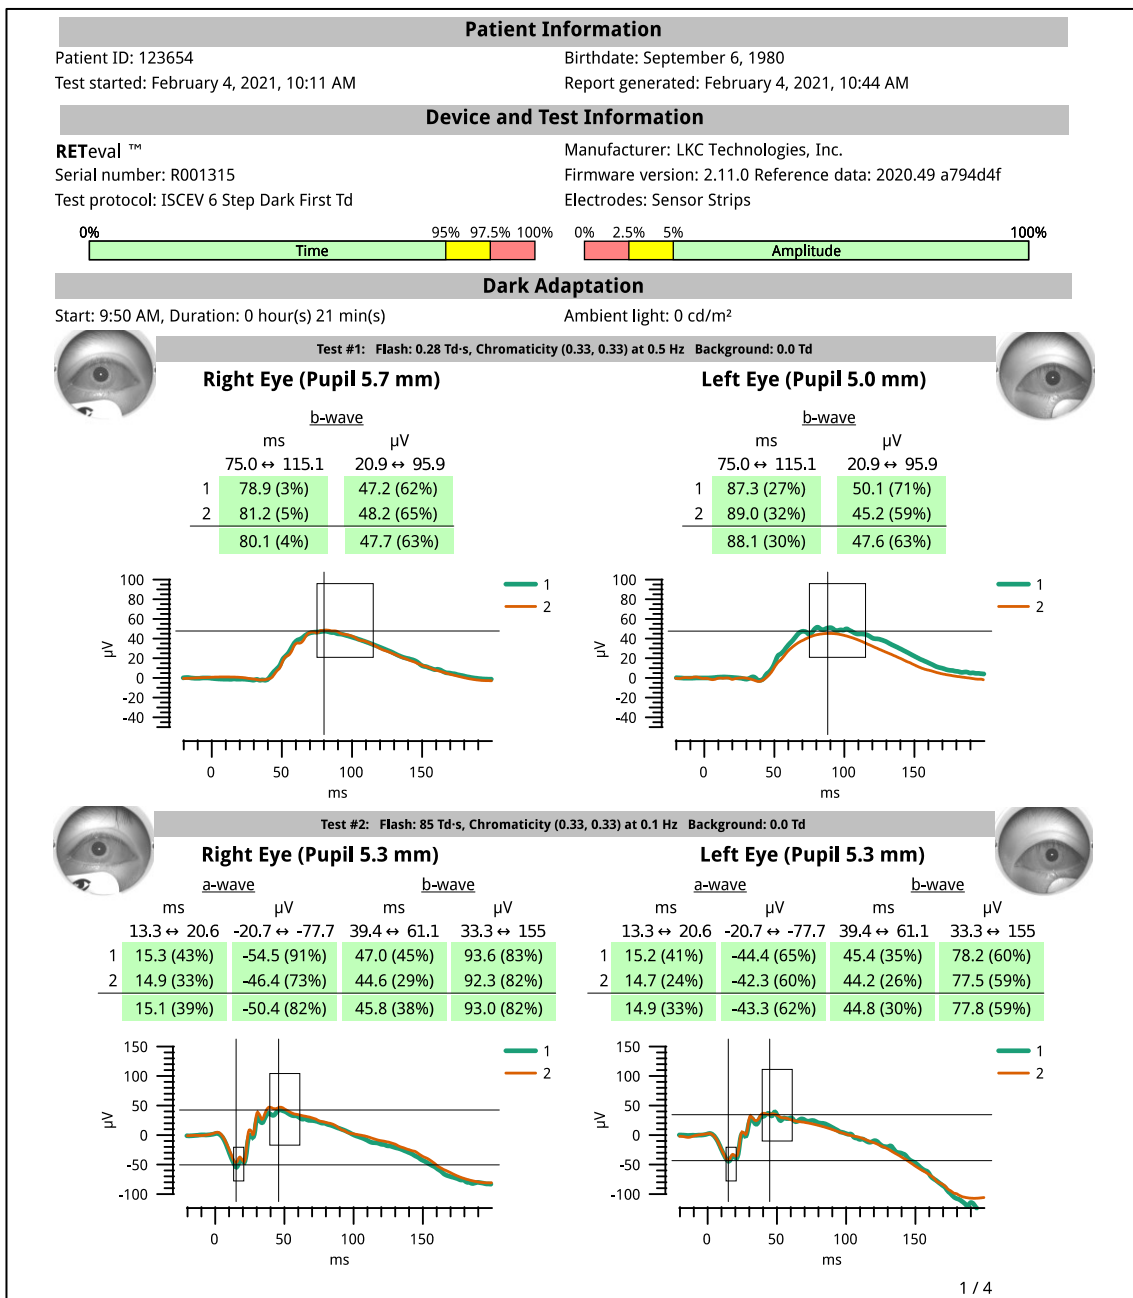 Patient Information
Patient ID: 123654 Birthdate: September 6, 1980
Test started: February 4, 2021, 10:11 AM Report generated: February 4, 2021, 10:44 AM
Device and Test Information
RETeval ™ Manufacturer: LKC Technologies, Inc.
Serial number: R001315 Firmware version: 2.11.0 Reference data: 2020.49 a794d4f
Test protocol: ISCEV 6 Step Dark First Td Electrodes: Sensor Strips
0% 95% 97.5% 100% 0% 2.5% 5% 100%
Time Amplitude
Dark Adaptation
Start: 9:50 AM, Duration: 0 hour(s) 21 min(s) Ambient light: 0 cd/m²
Test #1: Flash: 0.28 Td·s, Chromaticity (0.33, 0.33) at 0.5 Hz Background: 0.0 Td
Right Eye (Pupil 5.7 mm) Left Eye (Pupil 5.0 mm)
b-wave b-wave
ms µV ms µV
75.0 ↔ 115.1 20.9 ↔ 95.9 75.0 ↔ 115.1 20.9 ↔ 95.9
1 78.9 (3%) 47.2 (62%) 1 87.3 (27%) 50.1 (71%)
2 81.2 (5%) 48.2 (65%) 2 89.0 (32%) 45.2 (59%)
80.1 (4%) 47.7 (63%) 88.1 (30%) 47.6 (63%)
100 1 100 1
80 2 80 2
60 60
40 40
20 20
0 0
-20 -20
-40 -40
µV µV
0 50 100 150 0 50 100 150
ms ms
Test #2: Flash: 85 Td·s, Chromaticity (0.33, 0.33) at 0.1 Hz Background: 0.0 Td
Right Eye (Pupil 5.3 mm) Left Eye (Pupil 5.3 mm)
a-wave b-wave a-wave b-wave
ms µV ms µV ms µV ms µV
13.3 ↔ 20.6 -20.7 ↔ -77.7 39.4 ↔ 61.1 33.3 ↔ 155 13.3 ↔ 20.6 -20.7 ↔ -77.7 39.4 ↔ 61.1 33.3 ↔ 155
1 15.3 (43%) -54.5 (91%) 47.0 (45%) 93.6 (83%) 1 15.2 (41%) -44.4 (65%) 45.4 (35%) 78.2 (60%)
2 14.9 (33%) -46.4 (73%) 44.6 (29%) 92.3 (82%) 2 14.7 (24%) -42.3 (60%) 44.2 (26%) 77.5 (59%)
15.1 (39%) -50.4 (82%) 45.8 (38%) 93.0 (82%) 14.9 (33%) -43.3 (62%) 44.8 (30%) 77.8 (59%)
150 1 150 1
100 2 100 2
50 50
0 0
-50 -50
-100 -100
µV µV
0 50 100 150 0 50 100 150
ms ms
1 / 4